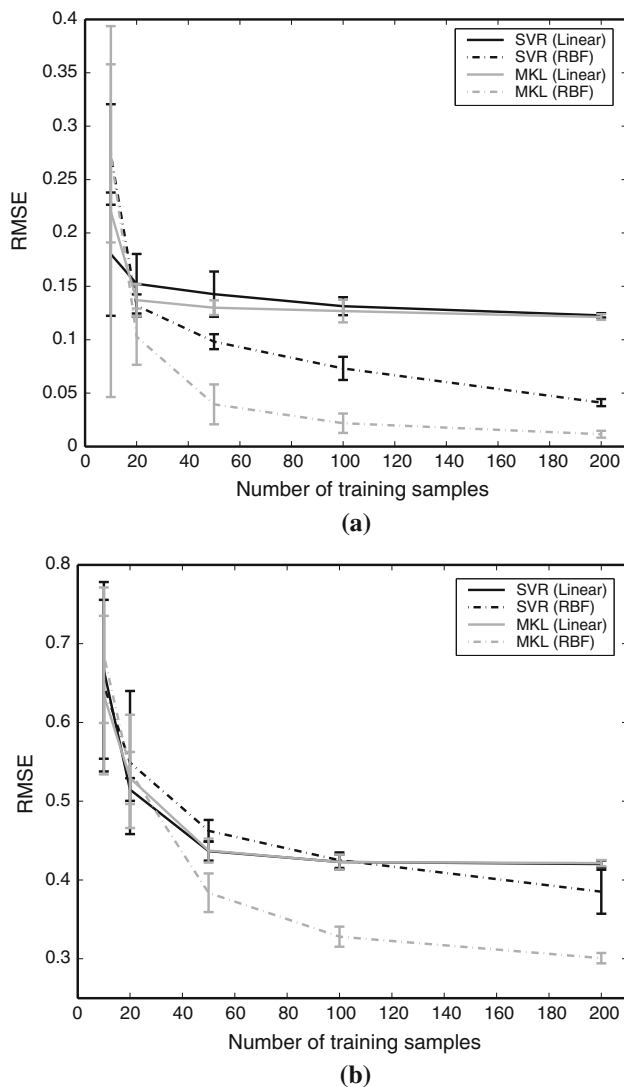 0.4
0.35
0.3
0.25
0.2
0.15
0.1
0.05
0
RMSE
SVR (Linear)
SVR (RBF)
MKL (Linear)
MKL (RBF)
0 20 40 60 80 100 120 140 160 180 200
Number of training samples
(a)
0.8
0.7
0.6
0.5
0.4
0.3
RMSE
SVR (Linear)
SVR (RBF)
MKL (Linear)
MKL (RBF)
0 20 40 60 80 100 120 140 160 180 200
Number of training samples
(b)